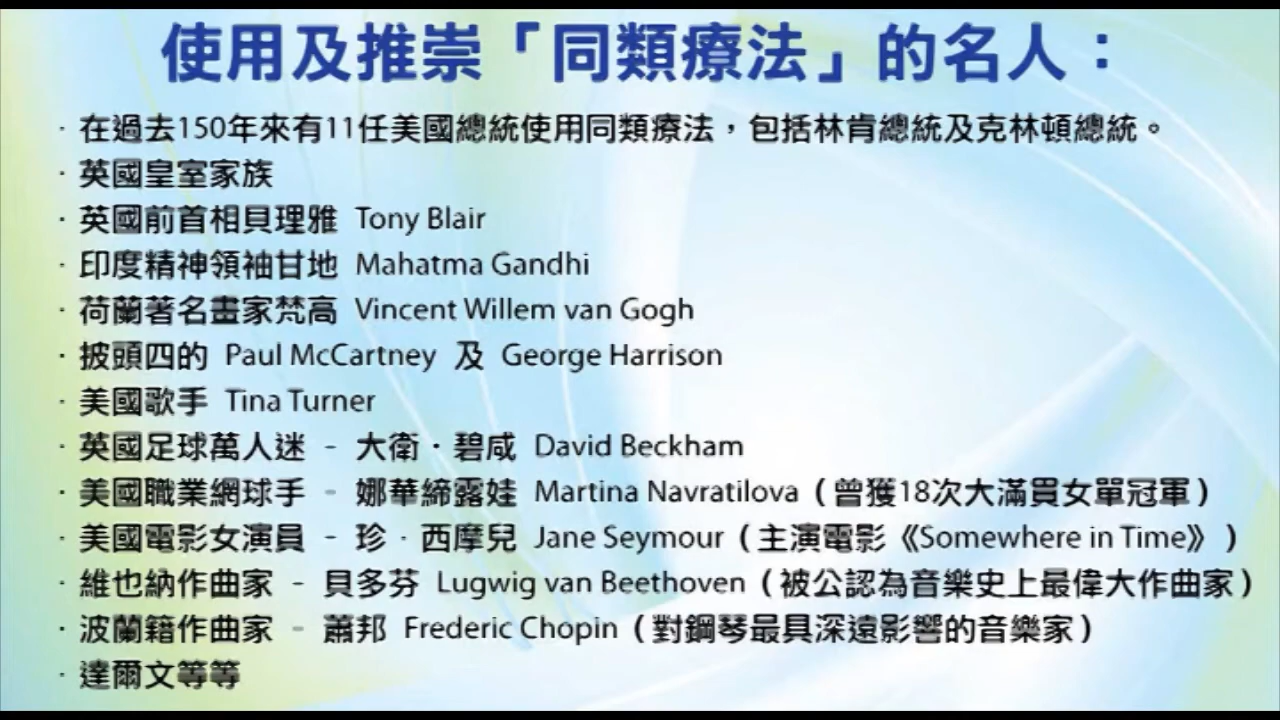 使用及推崇「同類療法」的名人：
· 在過去150年來有11任美國總統使用同類療法，包括林肯總統及克林頓總統。
· 英國皇室家族
· 英國前首相貝理雅 Tony Blair
· 印度精神領袖甘地 Mahatma Gandhi
· 荷蘭著名畫家梵高 Vincent Willem van Gogh
· 披頭四的 Paul McCartney 及 George Harrison
· 美國歌手 Tina Turner
· 英國足球萬人迷 - 大衛·碧咸 David Beckham
· 美國職業網球手 - 娜華締露娃 Martina Navratilova（曾獲18次大滿貫女單冠軍）
· 美國電影女演員 - 珍·西摩兒 Jane Seymour（主演電影《Somewhere in Time》）
· 維也納作曲家 - 貝多芬 Lugwig van Beethoven（被公認為音樂史上最偉大作曲家）
· 波蘭籍作曲家 - 蕭邦 Frederic Chopin（對鋼琴最具深遠影響的音樂家）
· 達爾文等等